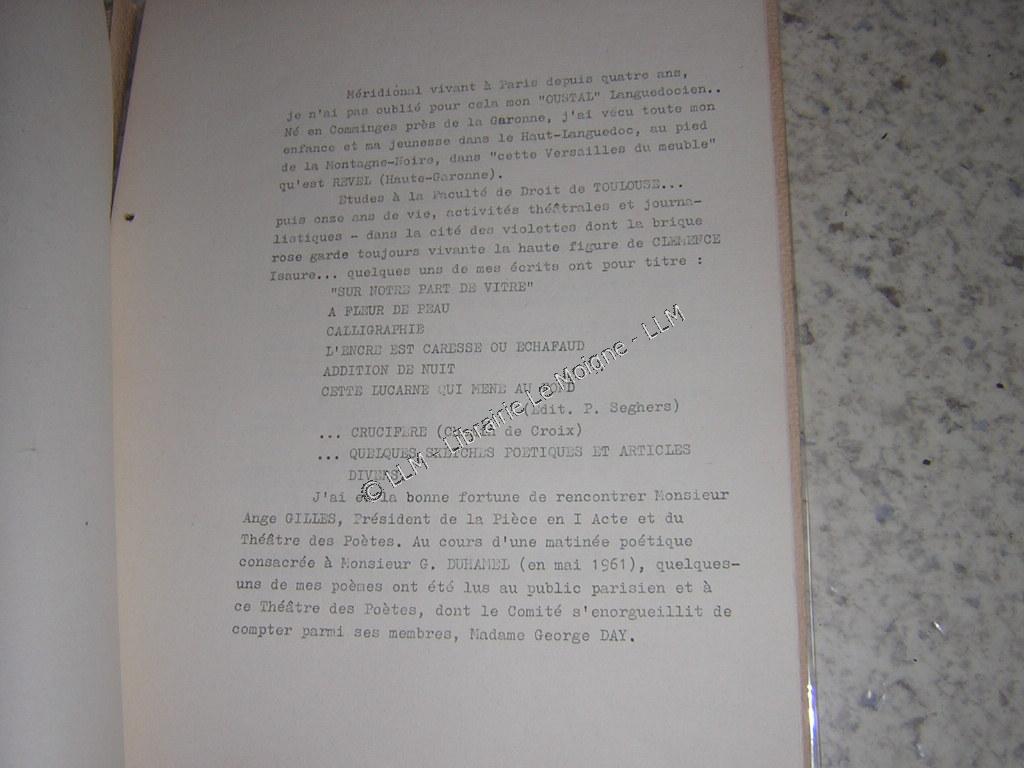 Méridional vivant à Paris depuis quatre ans,
je n'ai pas oublié pour cela mon "OUSTAL" Languedocien..
Né en Comminges près de la Garonne, j'ai vécu toute mon
enfance et ma jeunesse dans le Haut-Languedoc, au pied
de la Montagne-Noire, dans "cette Versailles du meuble"
qu'est REVEL (Haute-Garonne).
Etudes à la Faculté de Droit de TOULOUSE...
puis onze ans de vie, activités théâtrales et journa-
listiques - dans la cité des violettes dont la brique
rose garde toujours vivante la haute figure de CLEMENCE
Isaure... quelques uns de mes écrits ont pour titre :
"SUR NOTRE PART DE VITRE"
A FLEUR DE PEAU
CALLIGRAPHIE
L'ENCRE EST CARESSE OU ECHAFAUD
ADDITION DE NUIT
CETTE LUCARNE QUI MENE AU FOND
(Edit. P. Seghers)
... CRUCIFERE (Chemin de Croix)
... QUELQUES SKETCHES POETIQUES ET ARTICLES
DIVERS
J'ai eu la bonne fortune de rencontrer Monsieur
Ange GILLES, Président de la Pièce en I Acte et du
Théâtre des Poètes. Au cours d'une matinée poétique
consacrée à Monsieur G. DUHAMEL (en mai 1961), quelques-
uns de mes poèmes ont été lus au public parisien et à
ce Théâtre des Poètes, dont le Comité s'enorgueillit de
compter parmi ses membres, Madame George DAY.
© LLM - Librairie Le Moigne - LLM